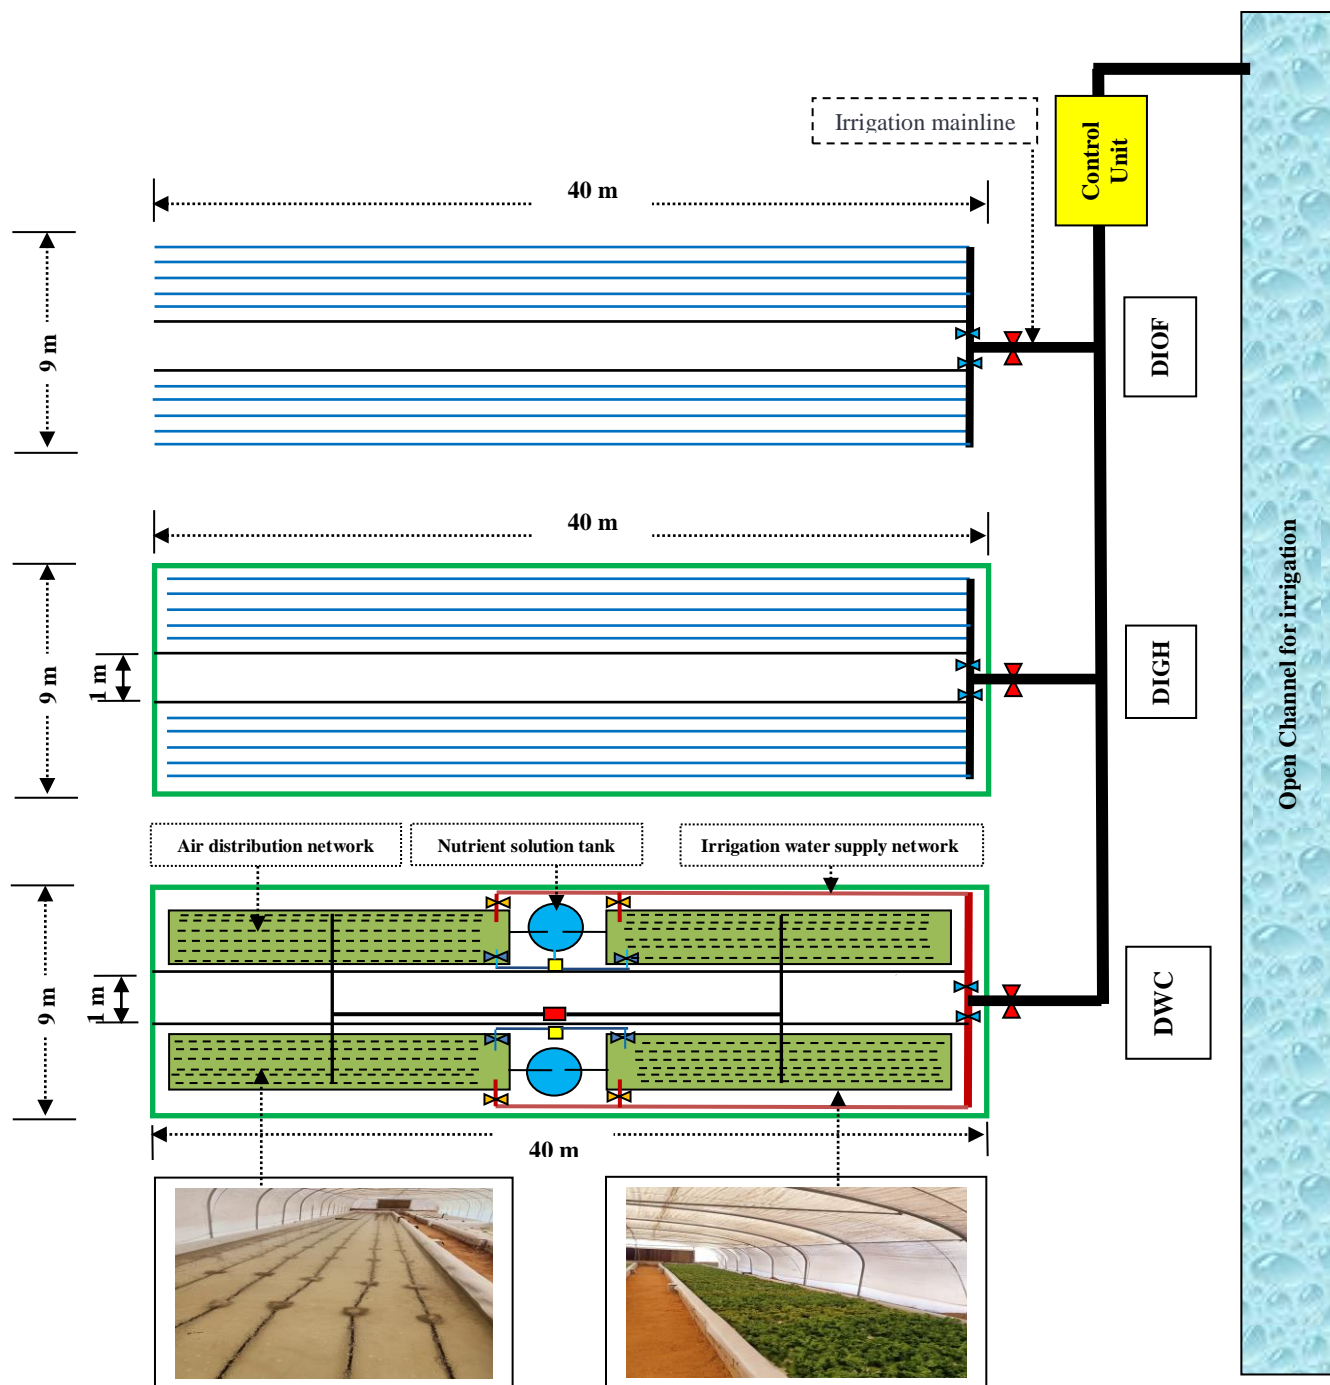 Irrigation mainline
Control
Unit
40 m
9 m
DIOF
40 m
9 m
1 m
DIGH
Open Channel for irrigation
Air distribution network
Nutrient solution tank
Irrigation water supply network
9 m
1 m
DWC
40 m